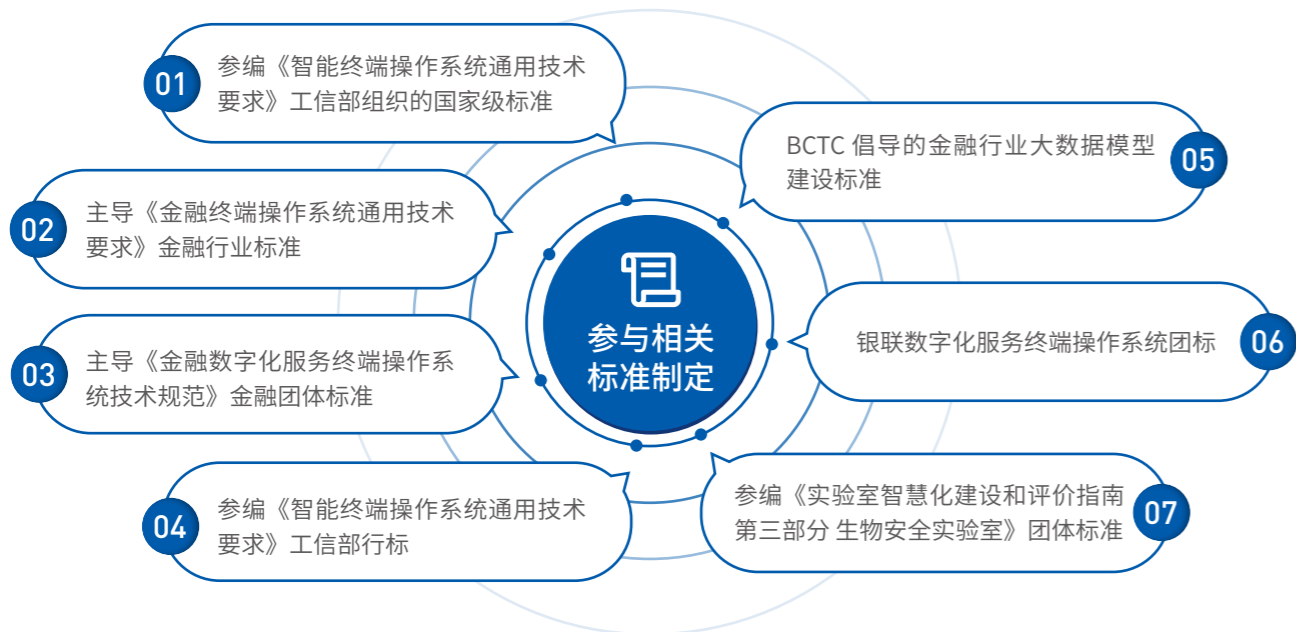 01
参编《智能终端操作系统通用技术
要求》工信部组织的国家级标准
02
主导《金融终端操作系统通用技术
要求》金融行业标准
03
主导《金融数字化服务终端操作系
统技术规范》金融团体标准
04
参编《智能终端操作系统通用技术
要求》工信部行标
参与相关
标准制定
BCTC 倡导的金融行业大数据模型
建设标准
05
银联数字化服务终端操作系统团标
06
参编《实验室智慧化建设和评价指南
第三部分 生物安全实验室》团体标准
07